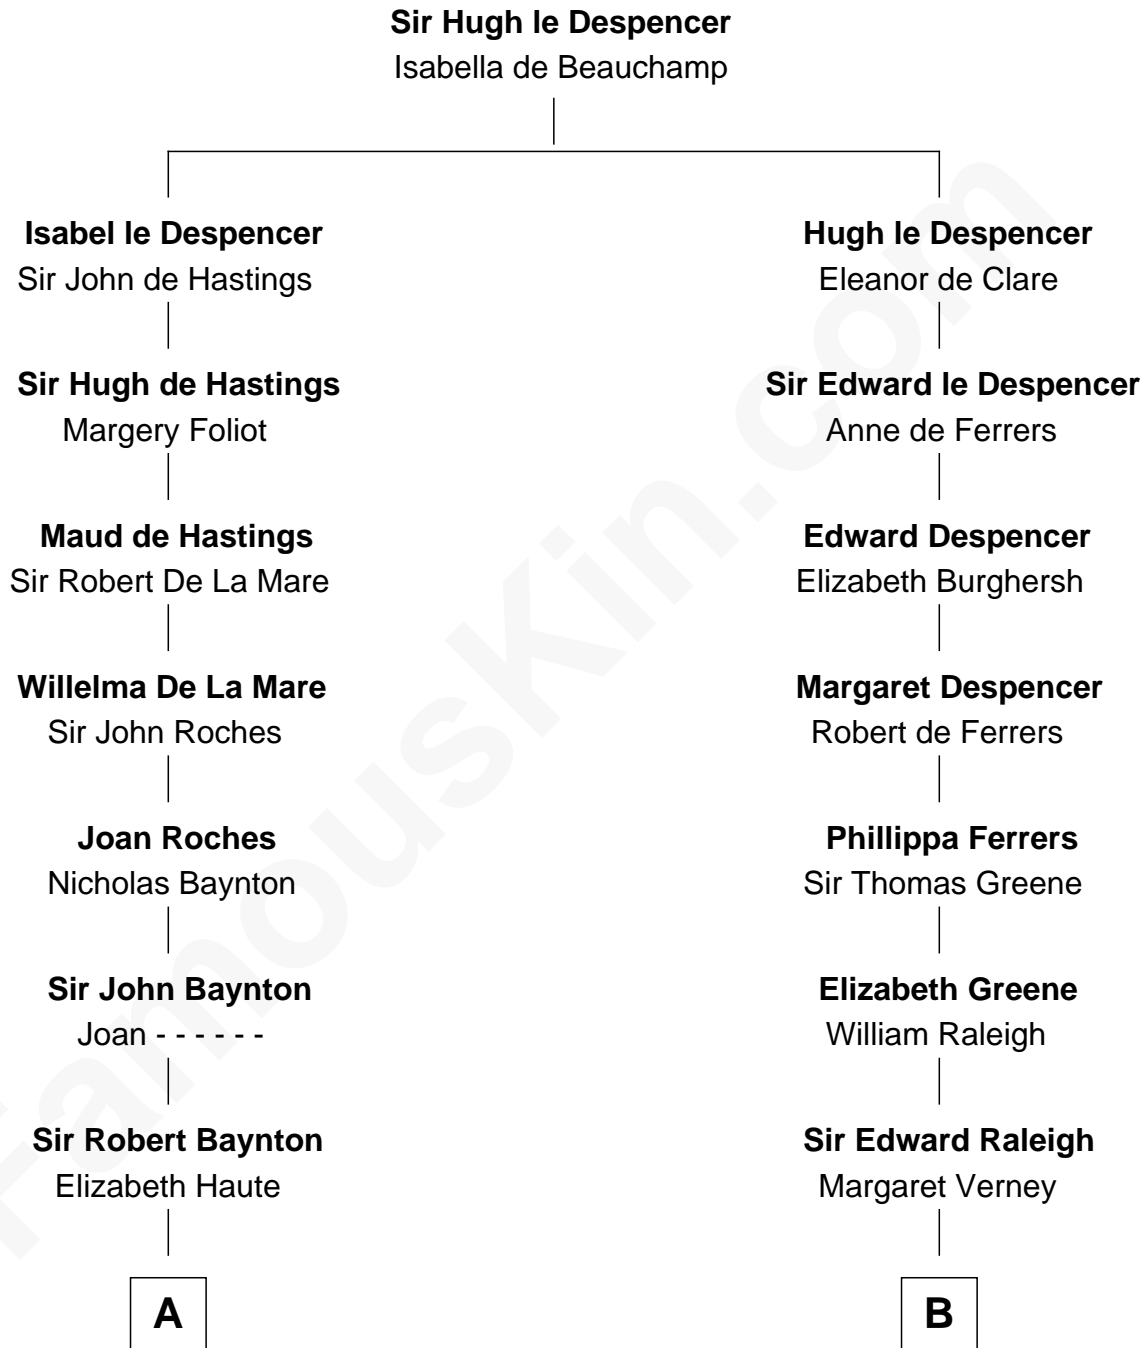 Sir Hugh le Despencer
Isabella de Beauchamp
Isabel le Despencer
Sir John de Hastings
Hugh le Despencer
Eleanor de Clare
Sir Hugh de Hastings
Margery Foliot
Sir Edward le Despencer
Anne de Ferrers
Maud de Hastings
Sir Robert De La Mare
Edward Despencer
Elizabeth Burghersh
Willelma De La Mare
Sir John Roches
Margaret Despencer
Robert de Ferrers
Joan Roches
Nicholas Baynton
Phillippa Ferrers
Sir Thomas Greene
Sir John Baynton
Joan - - - - - -
Elizabeth Greene
William Raleigh
Sir Robert Baynton
Elizabeth Haute
Sir Edward Raleigh
Margaret Verney
A
B
FamousKin.com